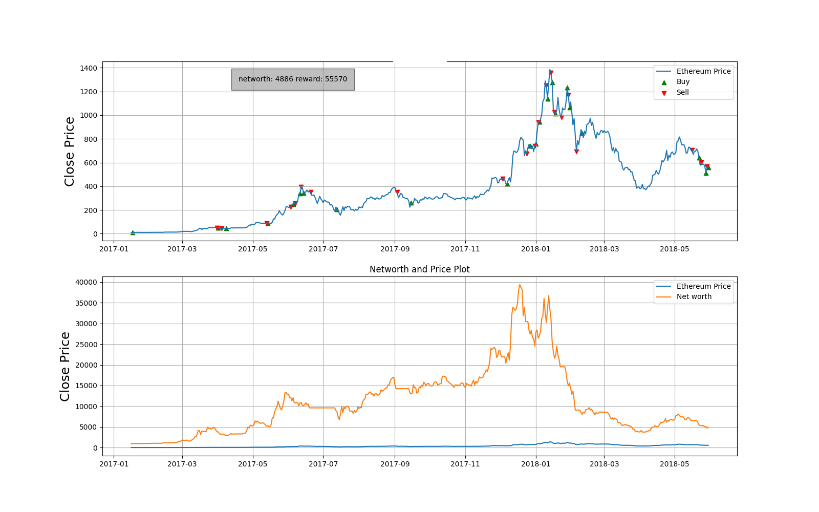 1400
1200
1000
800
600
400
200
0
Close Price
networth: 4886 reward: 55570
Ethereum Price
Buy
Sell
2017-01 2017-03 2017-05 2017-07 2017-09 2017-11 2018-01 2018-03 2018-05
Networth and Price Plot
40000
35000
30000
25000
20000
15000
10000
5000
0
Close Price
Ethereum Price
Net worth
2017-01 2017-03 2017-05 2017-07 2017-09 2017-11 2018-01 2018-03 2018-05